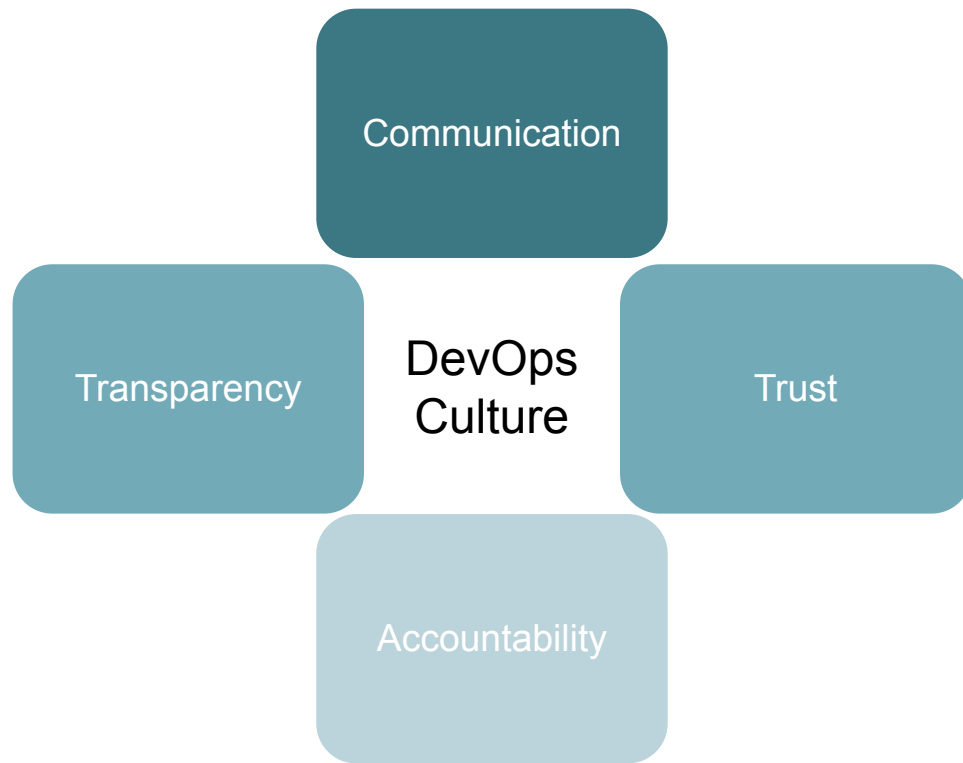 Communication
Transparency
DevOps
Culture
Trust
Accountability